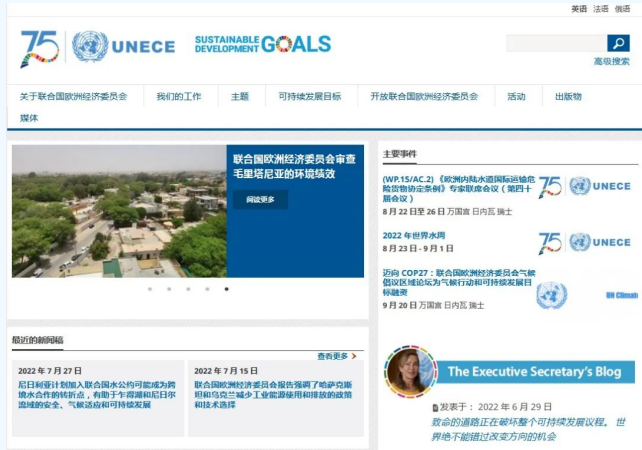 英语 法语 俄语
75 UNECE
SUSTAINABLE
DEVELOPMENT GOALS
高级搜索
关于联合国欧洲经济委员会 我们的工作 主题 可持续发展目标 开放联合国欧洲经济委员会 活动 出版物
媒体
联合国欧洲经济委员会审查
毛里塔尼亚的环境绩效
阅读更多
最近的新闻稿
查看更多
2022 年 7 月 27 日
尼日利亚计划加入联合国水公约可能成为跨
境水合作的转折点,有助于乍得湖和尼日尔
流域的安全、气候适应和可持续发展
2022 年 7 月 15 日
联合国欧洲经济委员会报告强调了哈萨克斯
坦和乌克兰减少工业能源使用和排放的政策
和技术选择
主要事件
(WP.15/AC.2) 《欧洲内陆水道国际运输危
险货物协定条例》专家联席会议(第四十
届会议)
8 月 22 日至 26 日 万国宫 日内瓦 瑞士
75 UNECE
2022 年世界水周
8 月 23 日 - 9 月 1 日
75 UNECE
迈向 COP27:联合国欧洲经济委员会气候
倡议区域论坛为气候行动和可持续发展目
标融资
9 月 20 日 万国宫 日内瓦 瑞士
UN Climate
The Executive Secretary's Blog
发表于: 2022 年 6 月 29 日
致命的道路正在破坏整个可持续发展议程。 世
界绝不能错过改变方向的机会